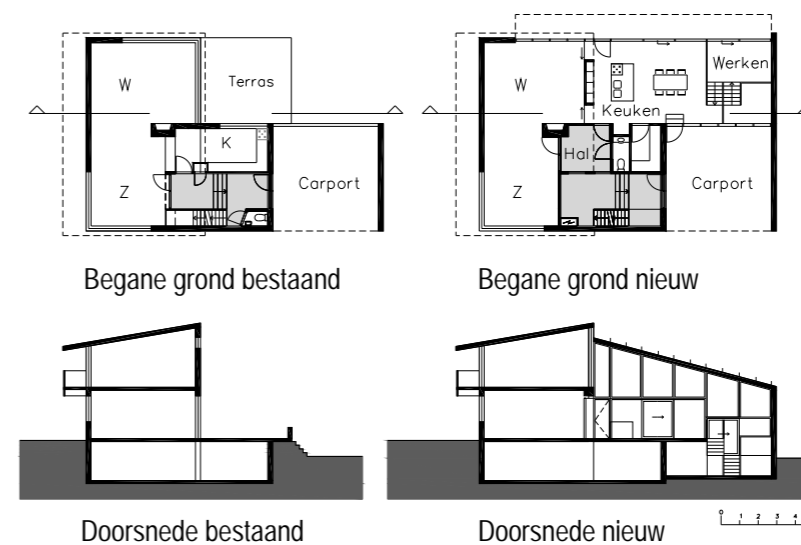 W
Terras
K
Z
Carport
W
Werken
Keuken
Hal
Z
Carport
Begane grond bestaand
Begane grond nieuw
Doorsnede bestaand
Doorsnede nieuw
0 1 2 3 4